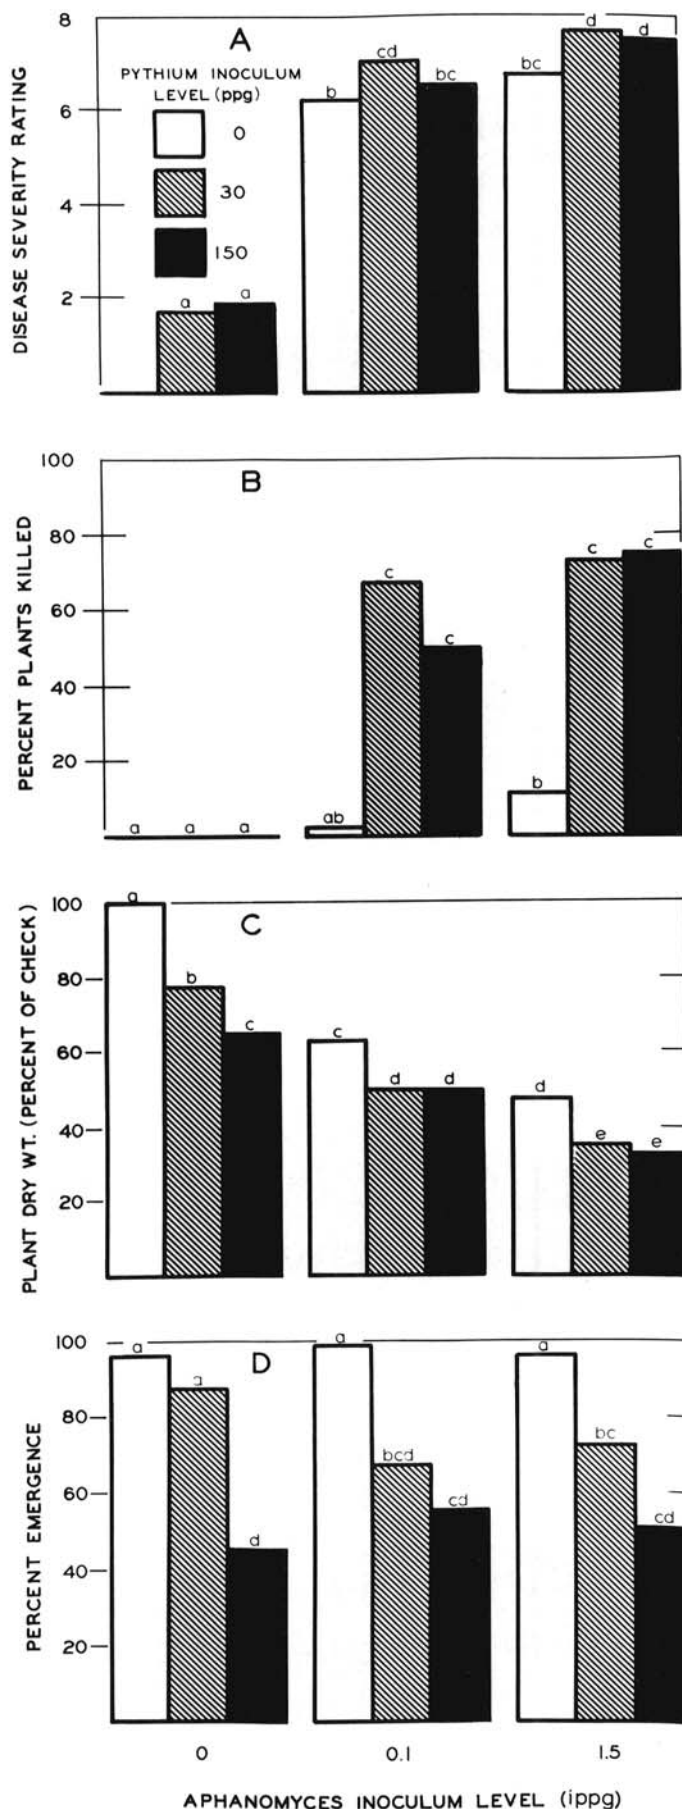 8
A
d
d
cd
PYTHIUM INOCULUM
LEVEL (ppg)
b
bc
bc
6
0
DISEASE SEVERITY RATING
30
4
150
a
a
2
100
B
80
c
c
c
PERCENT PLANTS KILLED
60
c
40
20
b
ab
a
a
a
100
a
C
PLANT DRY WT. (PERCENT OF CHECK)
80
b
c
c
60
d
d
d
40
e
e
20
100
a
a
a
D
a
80
bc
bcd
PERCENT EMERGENCE
60
cd
cd
d
40
20
0
0.1
1.5
APHANOMYCES INOCULUM LEVEL (ippg)